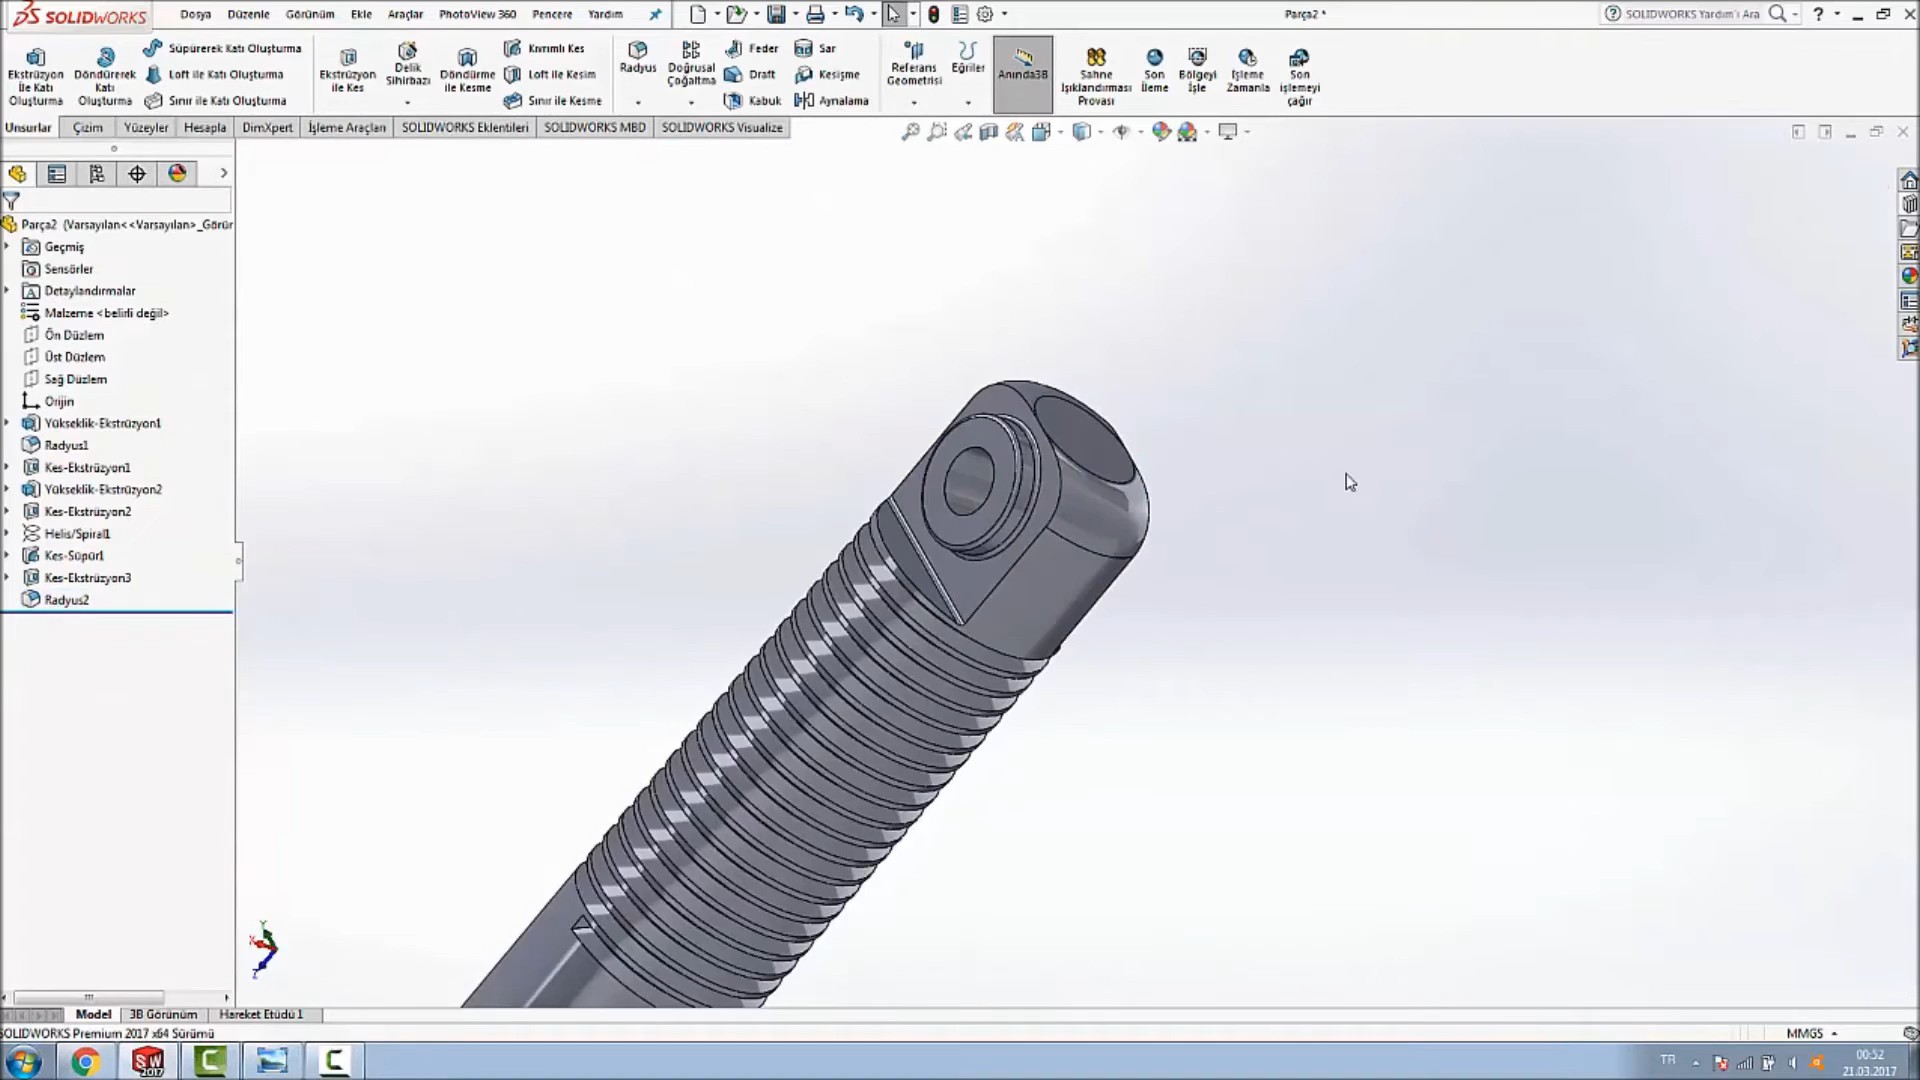 SOLIDWORKS
Dosya Düzenle Görünüm Ekle Araçlar PhotoView 360 Pencere Yardım
Parça2 *
SOLIDWORKS Yardım'ı Ara
Ekstrüzyon İle Katı Oluşturma
Döndürerek Katı Oluşturma
Süpürerek Katı Oluşturma
Loft ile Katı Oluşturma
Sınır ile Katı Oluşturma
Ekstrüzyon ile Kes
Delik Sihirbazı
Döndürme ile Kesme
Kıvrımlı Kes
Loft ile Kesim
Sınır ile Kesme
Radyus
Doğrusal Çoğaltma
Feder
Draft
Kabuk
Sar
Kesişme
Aynalama
Referans Geometrisi
Eğriler
Anında3B
Sahne Işıklandırması Provası
Son İleme
Bölgeyi İşle
İşleme Zamanla
Son işlemeyi çağır
Unsurlar Çizim Yüzeyler Hesapla DimXpert İşleme Araçları SOLIDWORKS Eklentileri SOLIDWORKS MBD SOLIDWORKS Visualize
Parça2 (Varsayılan<<Varsayılan>_Görür
Geçmiş
Sensörler
Detaylandırmalar
Malzeme <belirli değil>
Ön Düzlem
Üst Düzlem
Sağ Düzlem
Orijin
Yükseklik-Ekstrüzyon1
Radyus1
Kes-Ekstrüzyon1
Yükseklik-Ekstrüzyon2
Kes-Ekstrüzyon2
Helis/Spiral1
Kes-Süpür1
Kes-Ekstrüzyon3
Radyus2
Model 3B Görünüm Hareket Etüdü 1
SOLIDWORKS Premium 2017 x64 Sürümü
MMGS
SW 2017
TR
00:52
21.03.2017